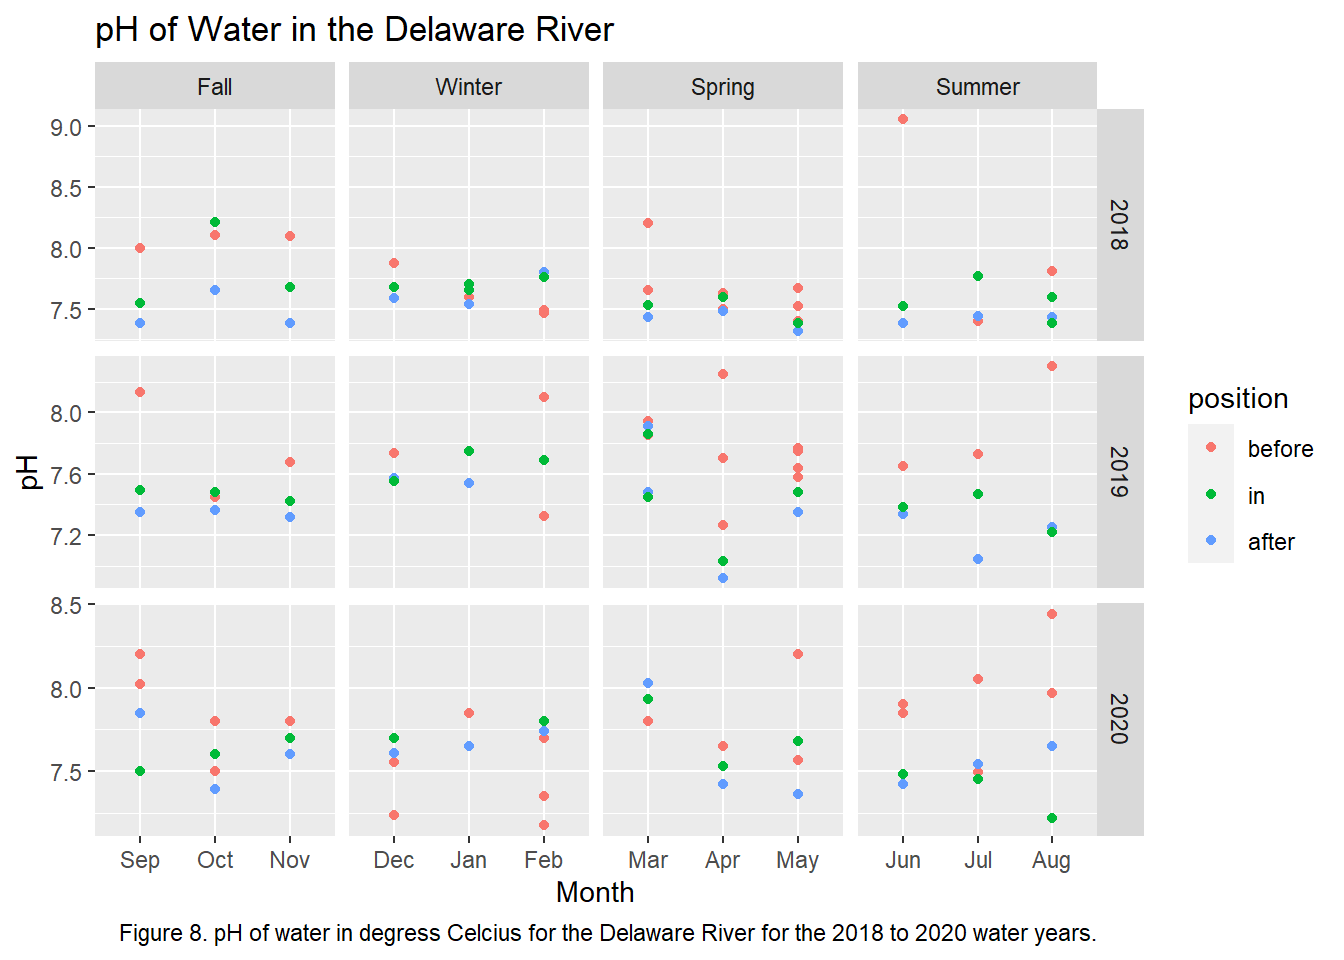 pH of Water in the Delaware River
Fall Winter Spring Summer
9.0
8.5
8.0
7.5
2018
8.0
7.6
7.2
2019
8.5
8.0
7.5
2020
pH
Sep Oct Nov Dec Jan Feb Mar Apr May Jun Jul Aug
Month
position
before
in
after
Figure 8. pH of water in degress Celcius for the Delaware River for the 2018 to 2020 water years.